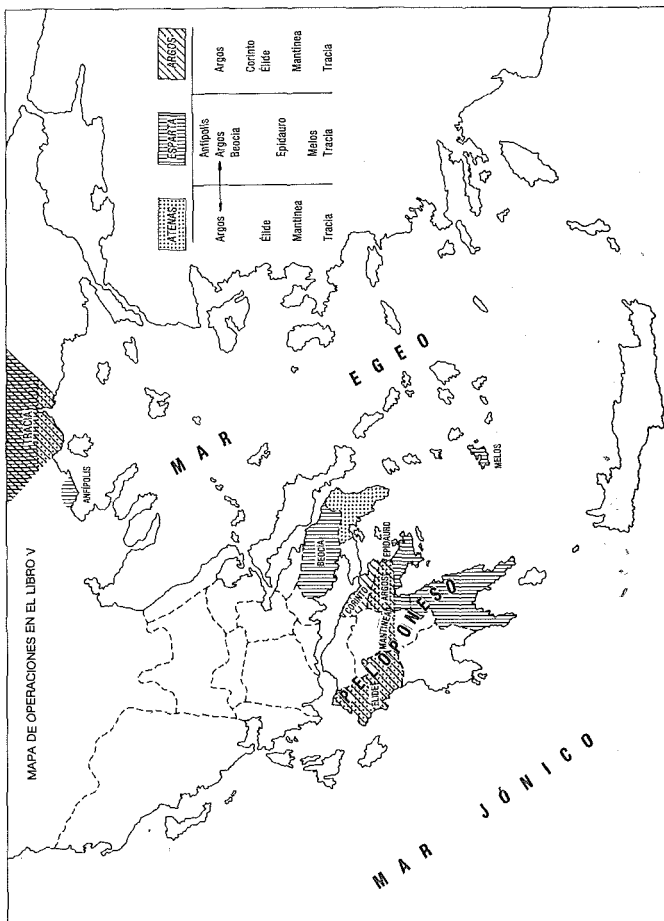 MAPA DE OPERACIONES EN EL LIBRO V
ATENAS
Argos
Élide
Mantinea
Tracia
ESPARTA
Anfípolis
Argos
Beocia
Epidauro
Melos
Tracia
ARGOS
Argos
Corinto
Élide
Mantinea
Tracia
TRACIA
ANFÍPOLIS
MAR EGEO
BEOCIA
CORINTO
MANTINEA
ARGOS
EPIDAURO
ÉLIDE
PELOPONESO
MELOS
MAR JÓNICO